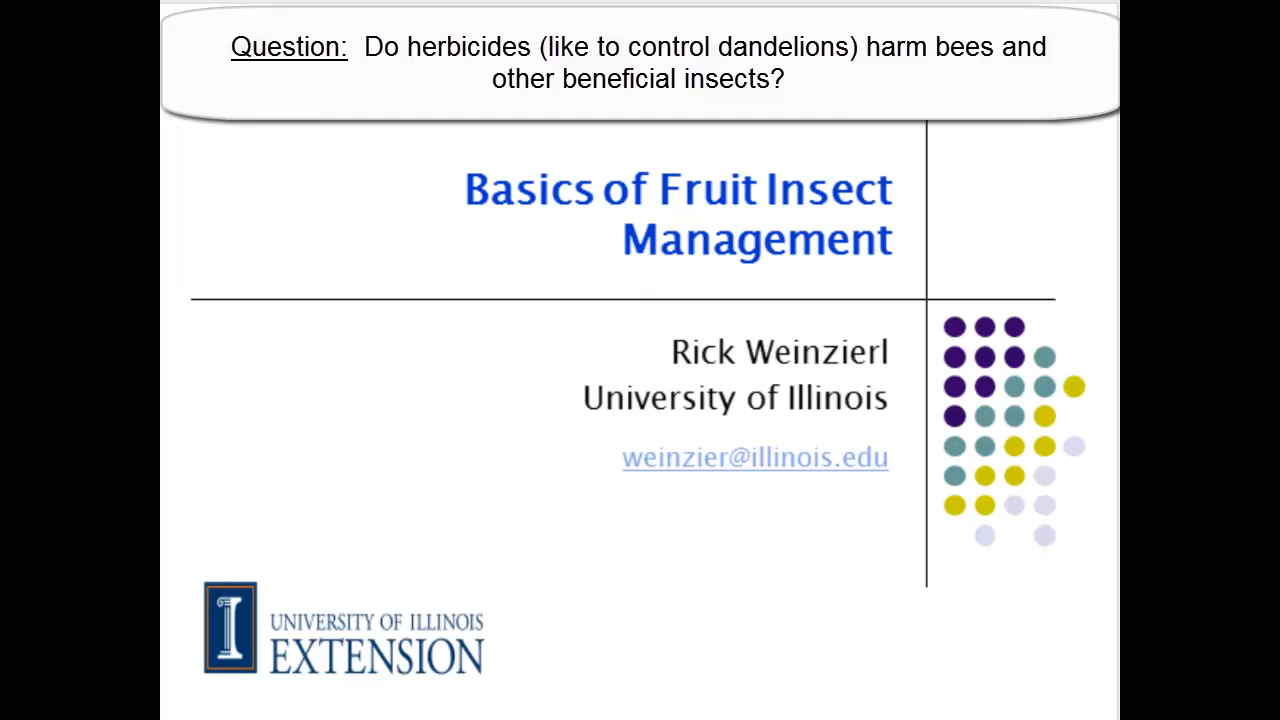 Question: Do herbicides (like to control dandelions) harm bees and
other beneficial insects?
Basics of Fruit Insect
Management
Rick Weinzierl
University of Illinois
weinzier@illinois.edu
I
UNIVERSITY OF ILLINOIS
EXTENSION